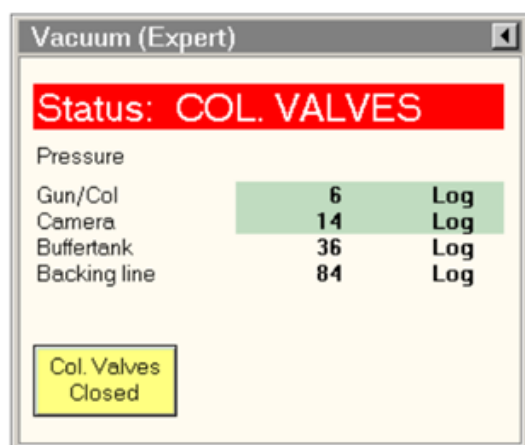 Vacuum (Expert)
Status: COL. VALVES
Pressure
Gun/Col 6 Log
Camera 14 Log
Buffertank 36 Log
Backing line 84 Log
Col. Valves
Closed